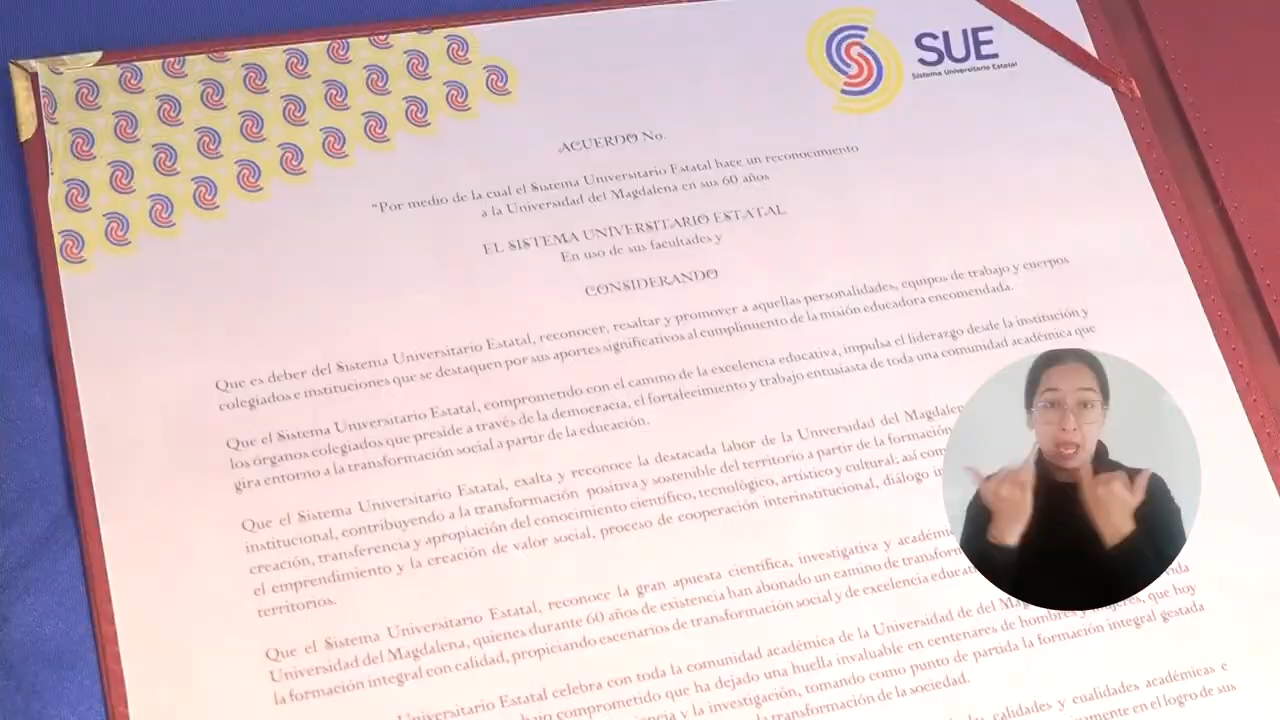 SUE
Sistema Universitario Estatal
ACUERDO No.
"Por medio de la cual el Sistema Universitario Estatal hace un reconocimiento
a la Universidad del Magdalena en sus 60 años
EL SISTEMA UNIVERSITARIO ESTATAL
En uso de sus facultades y
CONSIDERANDO
Que es deber del Sistema Universitario Estatal, reconocer, resaltar y promover a aquellas personalidades, equipos de trabajo y cuerpos
colegiados e instituciones que se destaquen por sus aportes significativos al cumplimiento de la misión educadora encomendada.
Que el Sistema Universitario Estatal, comprometido con el camino de la excelencia educativa, impulsa el liderazgo desde la institución y
los órganos colegiados que preside a través de la democracia, el fortalecimiento y trabajo entusiasta de toda una comunidad académica que
gira entorno a la transformación social a partir de la educación.
Que el Sistema Universitario Estatal, exalta y reconoce la destacada labor de la Universidad del
institucional, contribuyendo a la transformación positiva y sostenible del territorio a partir de la formación
creación, transferencia y apropiación del conocimiento científico, tecnológico, artístico y cultural; así
el emprendimiento y la creación de valor social, proceso de cooperación interinstitucional, diálogo
territorios.
Que el Sistema Universitario Estatal, reconoce la gran apuesta científica, investigativa y
Universidad del Magdalena, quienes durante 60 años de existencia han abonado un camino de
la formación integral con calidad, propiciando escenarios de transformación social y de excelencia vida
Universitario Estatal celebra con toda la comunidad académica de la Universidad de del mujeres, que hoy
comprometido que ha dejado una huella invaluable en centenares de hombres y
y la investigación, tomando como punto de partida la formación integral gestada
transformación de la sociedad.
calidades y cualidades académicas e
en el logro de sus